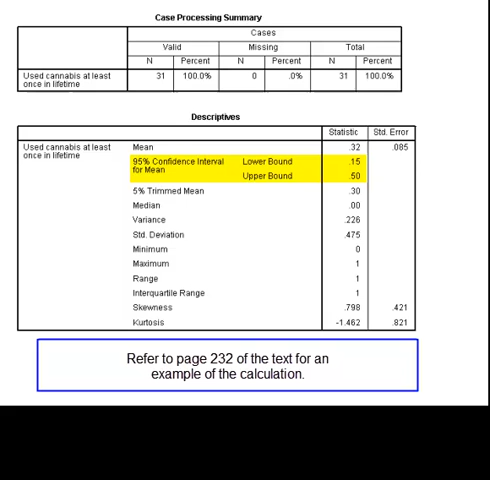 Case Processing Summary
Cases
Valid Missing Total
N Percent N Percent N Percent
Used cannabis at least once in lifetime 31 100.0% 0 .0% 31 100.0%
Descriptives
Statistic Std. Error
Used cannabis at least once in lifetime Mean .32 .085
95% Confidence Interval for Mean Lower Bound .15
Upper Bound .50
5% Trimmed Mean .30
Median .00
Variance .226
Std. Deviation .475
Minimum 0
Maximum 1
Range 1
Interquartile Range 1
Skewness .798 .421
Kurtosis -1.462 .821
Refer to page 232 of the text for an
example of the calculation.